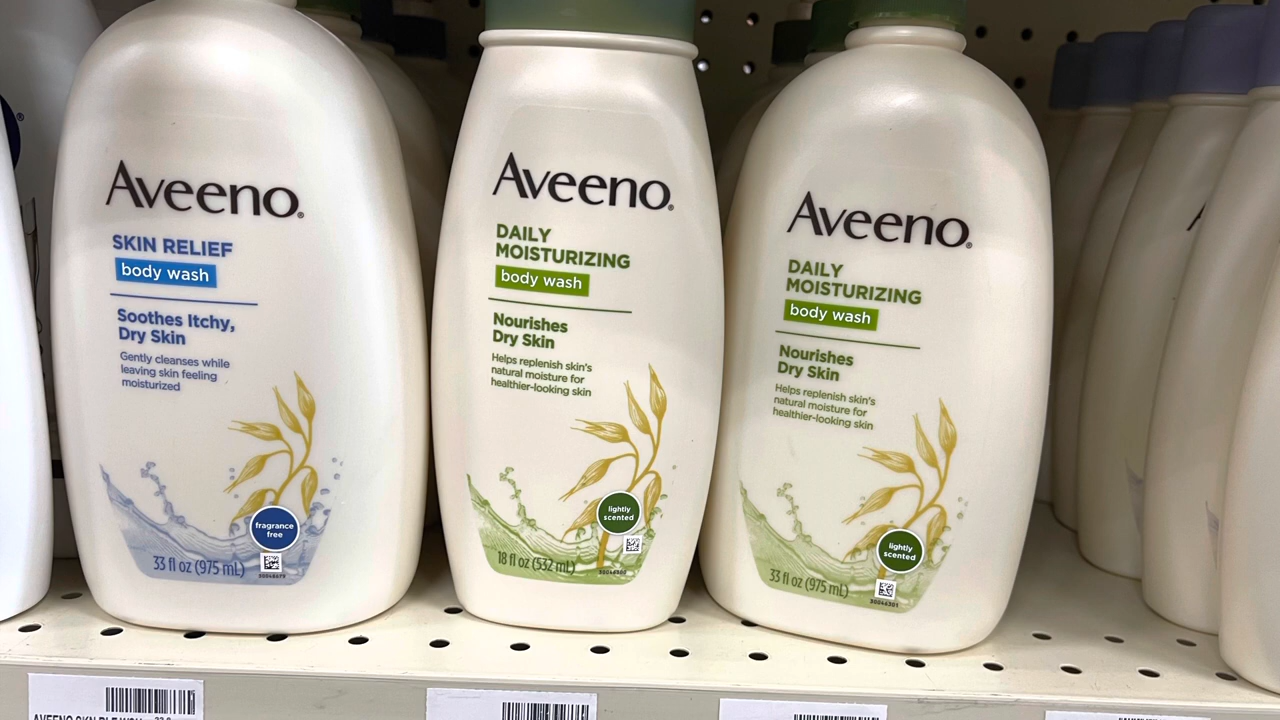 Aveeno®
SKIN RELIEF
body wash
Soothes Itchy,
Dry Skin
Gently cleanses while
leaving skin feeling
moisturized
fragrance
free
33 fl oz (975 mL)
30048679
Aveeno®
DAILY
MOISTURIZING
body wash
Nourishes
Dry Skin
Helps replenish skin's
natural moisture for
healthier-looking skin
lightly
scented
18 fl oz (532 mL)
Aveeno®
DAILY
MOISTURIZING
body wash
Nourishes
Dry Skin
Helps replenish skin's
natural moisture for
healthier-looking skin
lightly
scented
33 fl oz (975 mL)
30048301
®